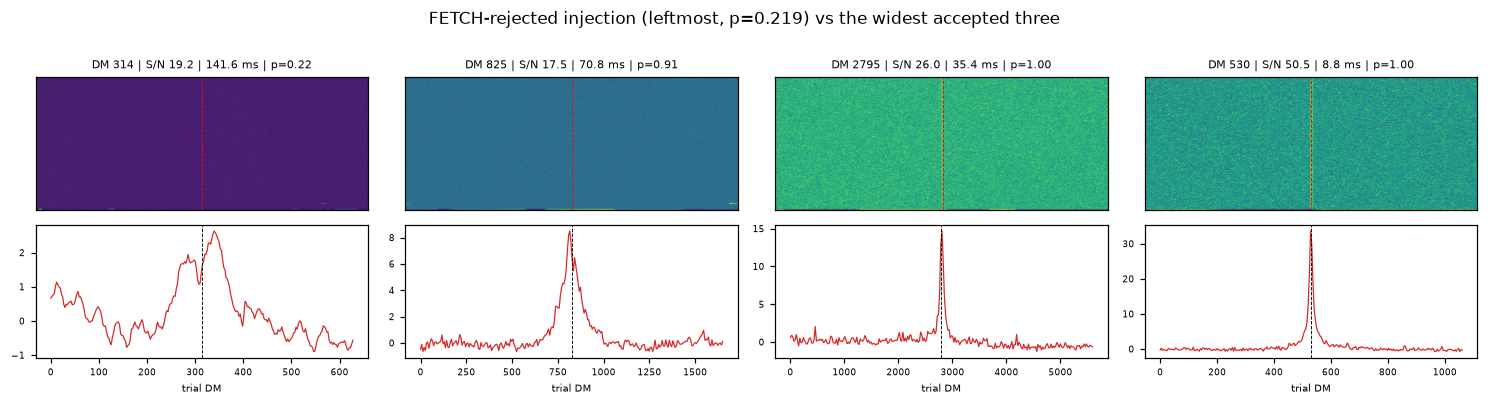 FETCH-rejected injection (leftmost, p=0.219) vs the widest accepted three
DM 314 | S/N 19.2 | 141.6 ms | p=0.22
DM 825 | S/N 17.5 | 70.8 ms | p=0.91
DM 2795 | S/N 26.0 | 35.4 ms | p=1.00
DM 530 | S/N 50.5 | 8.8 ms | p=1.00
2
1
0
−1
0 100 200 300 400 500 600
trial DM
8
6
4
2
0
0 250 500 750 1000 1250 1500
trial DM
15
10
5
0
0 1000 2000 3000 4000 5000
trial DM
30
20
10
0
0 200 400 600 800 1000
trial DM